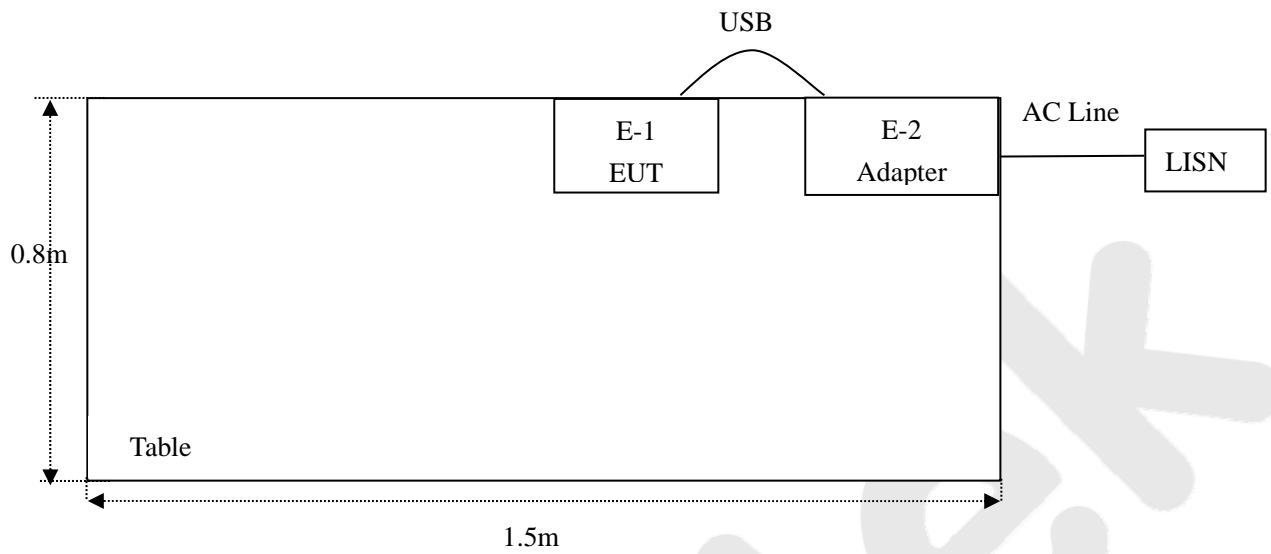 USB
E-1
EUT
E-2
Adapter
AC Line
LISN
0.8m
Table
1.5m